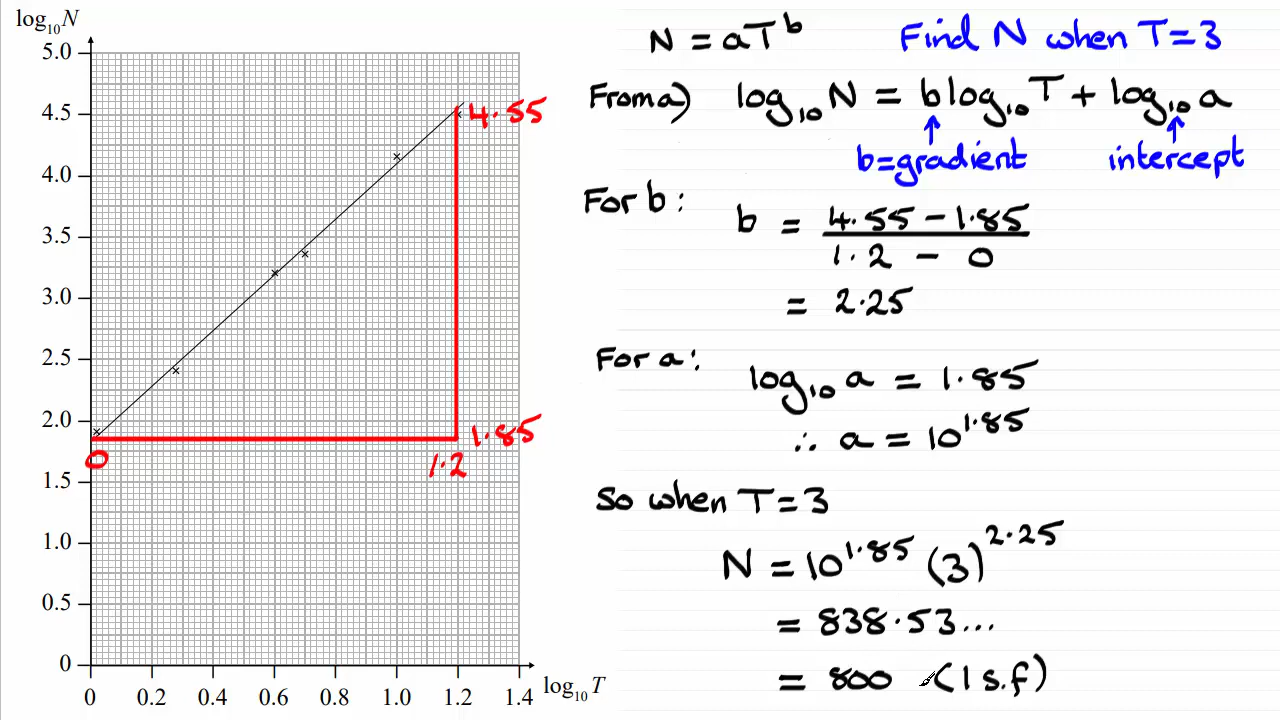 log₁₀N
5.0
4.5
4.0
3.5
3.0
2.5
2.0
1.5
1.0
0.5
0
0 0.2 0.4 0.6 0.8 1.0 1.2 1.4
log₁₀T
4.55
1.85
0
1.2
N = aT^b Find N when T=3
From a) log₁₀N = b log₁₀T + log₁₀a
b=gradient intercept
For b:
b = (4.55 − 1.85) / (1.2 − 0)
= 2.25
For a:
log₁₀a = 1.85
∴ a = 10^1.85
So when T=3
N = 10^1.85 (3)^2.25
= 838.53...
= 800 (1 s.f)